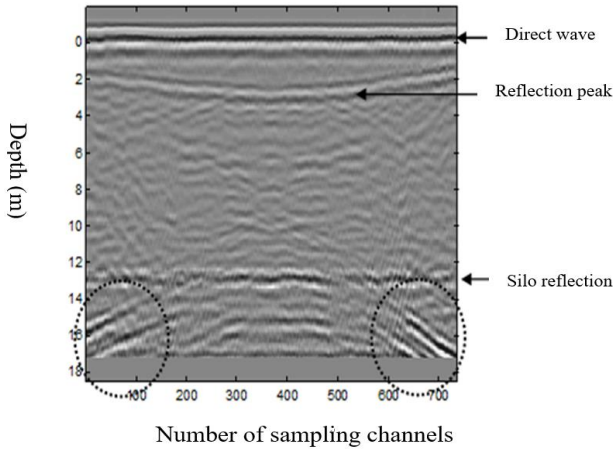 0
Direct wave
2
Reflection peak
4
Depth (m)
6
8
10
12
Silo reflection
14
16
18
100 200 300 400 500 600 700
Number of sampling channels